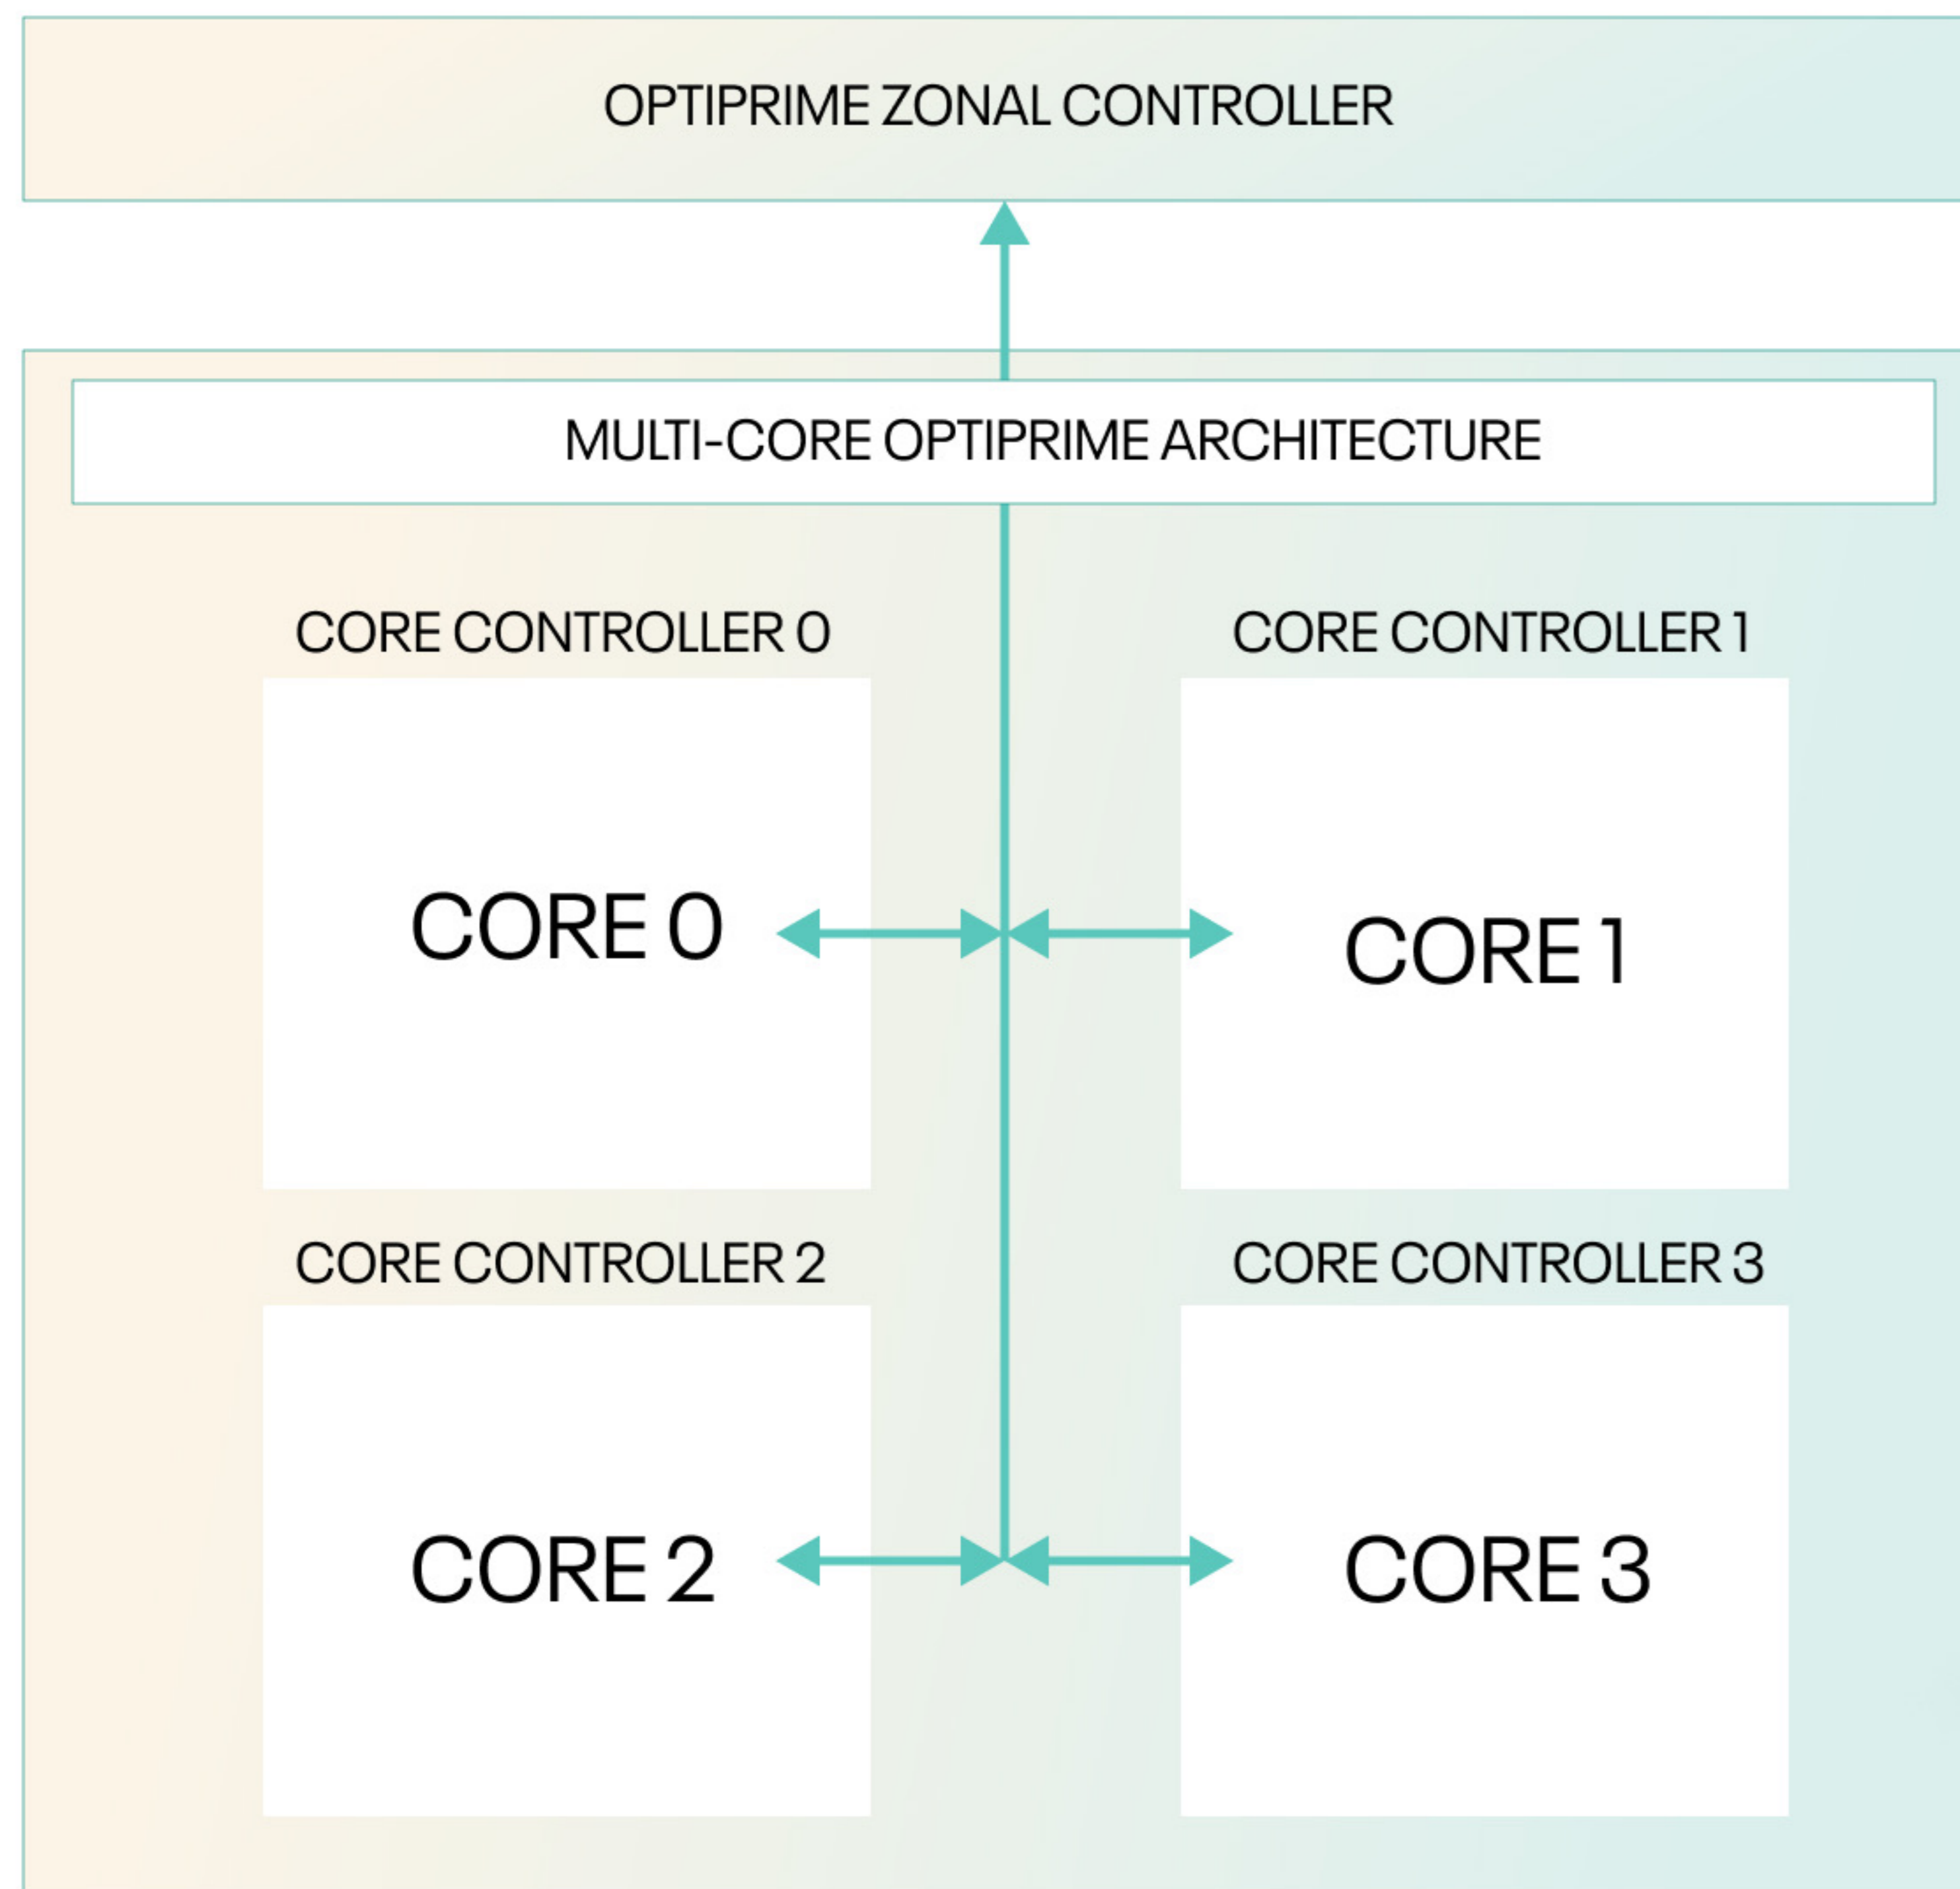 OPTIPRIME ZONAL CONTROLLER
MULTI-CORE OPTIPRIME ARCHITECTURE
CORE CONTROLLER 0
CORE CONTROLLER 1
CORE 0
CORE 1
CORE CONTROLLER 2
CORE CONTROLLER 3
CORE 2
CORE 3